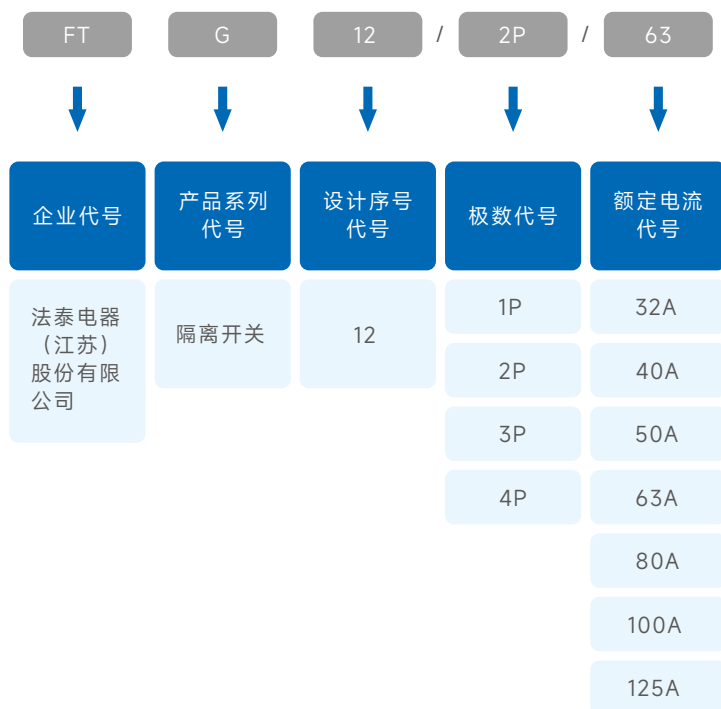 FT G 12 / 2P / 63
企业代号
产品系列
代号
设计序号
代号
极数代号
额定电流
代号
法泰电器
（江苏）
股份有限
公司
隔离开关
12
1P
2P
3P
4P
32A
40A
50A
63A
80A
100A
125A